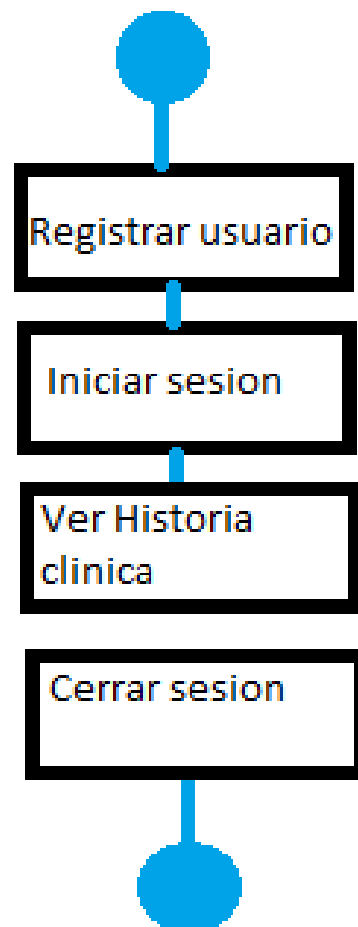 Registrar usuario
Iniciar sesion
Ver Historia
clinica
Cerrar sesion